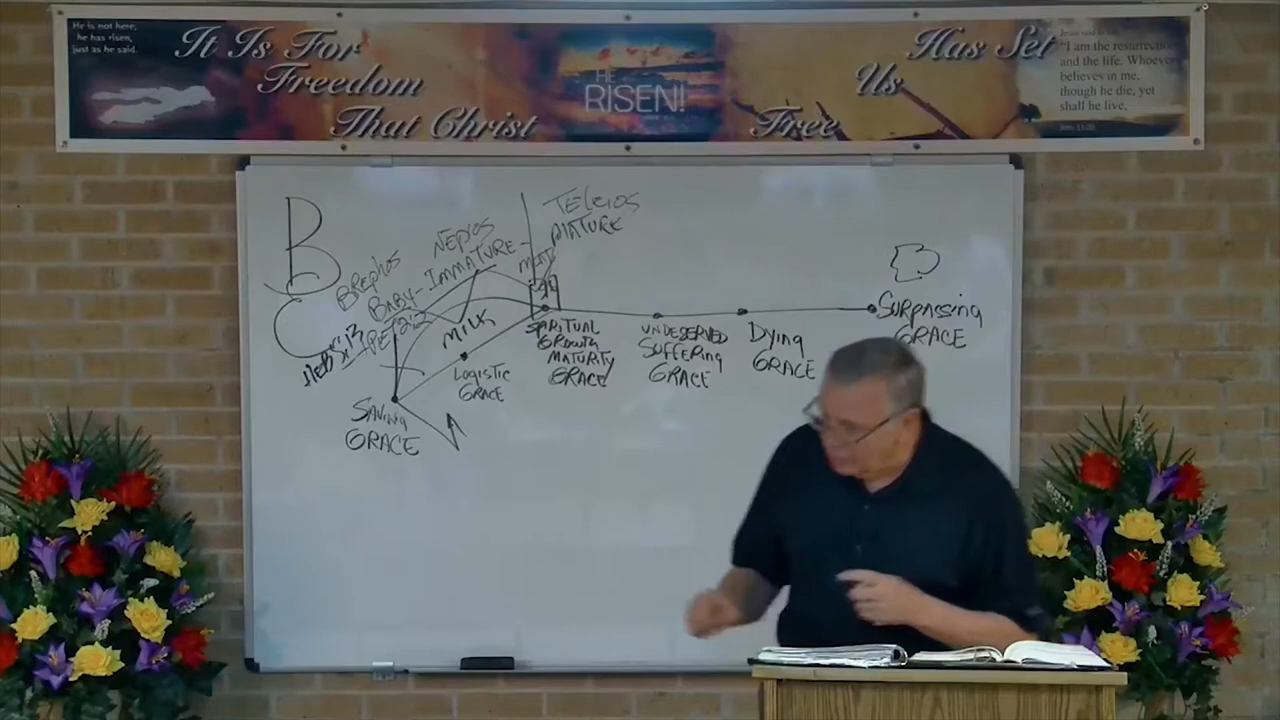 He is not here;
he has risen,
just as he said.
It Is For
Freedom
That Christ
HE
RISEN!
Free
Us
Has Set
"I am the resurrection
and the life. Whoever
believes in me,
though he die, yet
shall he live,
B
C
BREPHOS
BABY-
NEPIOS
IMMATURE-
TELEIOS
MATURE
MILK
SAVING
GRACE
LOGISTIC
GRACE
SPIRITUAL
GROWTH
MATURITY
GRACE
UNDESERVED
SUFFERING
GRACE
DYING
GRACE
SURPASSING
GRACE